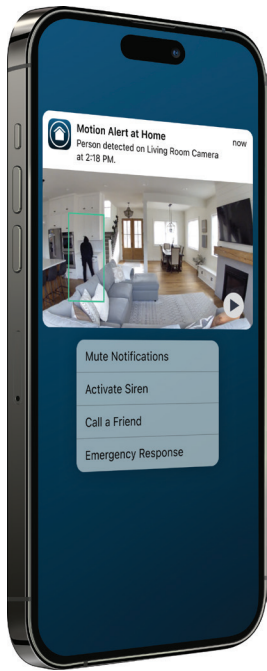 Motion Alert at Home
now
Person detected on Living Room Camera
at 2:18 PM.
Mute Notifications
Activate Siren
Call a Friend
Emergency Response